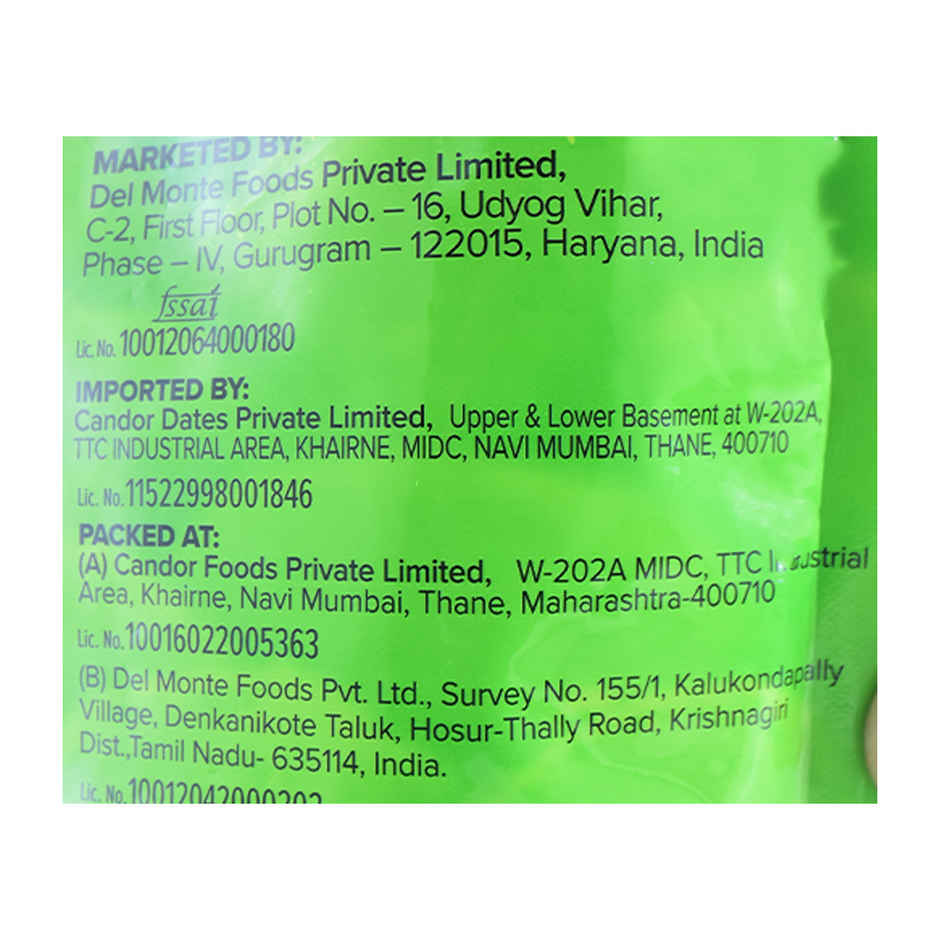 MARKETED BY:
Del Monte Foods Private Limited,
C-2, First Floor, Plot No. – 16, Udyog Vihar,
Phase – IV, Gurugram – 122015, Haryana, India
fssai
Lic. No. 10012064000180
IMPORTED BY:
Candor Dates Private Limited, Upper & Lower Basement at W-202A,
TTC INDUSTRIAL AREA, KHAIRNE, MIDC, NAVI MUMBAI, THANE, 400710
Lic. No. 11522998001846
PACKED AT:
(A) Candor Foods Private Limited, W-202A MIDC, TTC Industrial
Area, Khairne, Navi Mumbai, Thane, Maharashtra-400710
Lic. No. 10016022005363
(B) Del Monte Foods Pvt. Ltd., Survey No. 155/1, Kalukondapally
Village, Denkanikote Taluk, Hosur-Thally Road, Krishnagiri
Dist.,Tamil Nadu- 635114, India.
Lic. No.